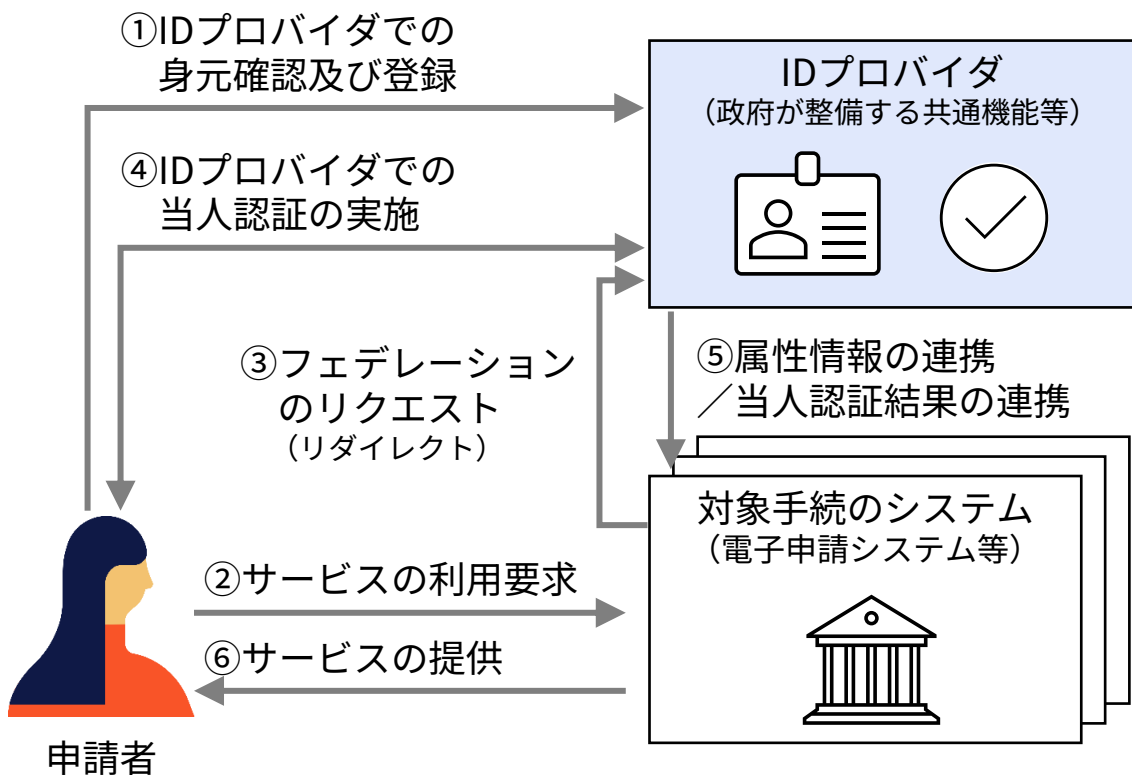 ①IDプロバイダでの
身元確認及び登録
IDプロバイダ
（政府が整備する共通機能等）
④IDプロバイダでの
当人認証の実施
③フェデレーション
のリクエスト
（リダイレクト）
⑤属性情報の連携
／当人認証結果の連携
対象手続のシステム
（電子申請システム等）
②サービスの利用要求
⑥サービスの提供
申請者